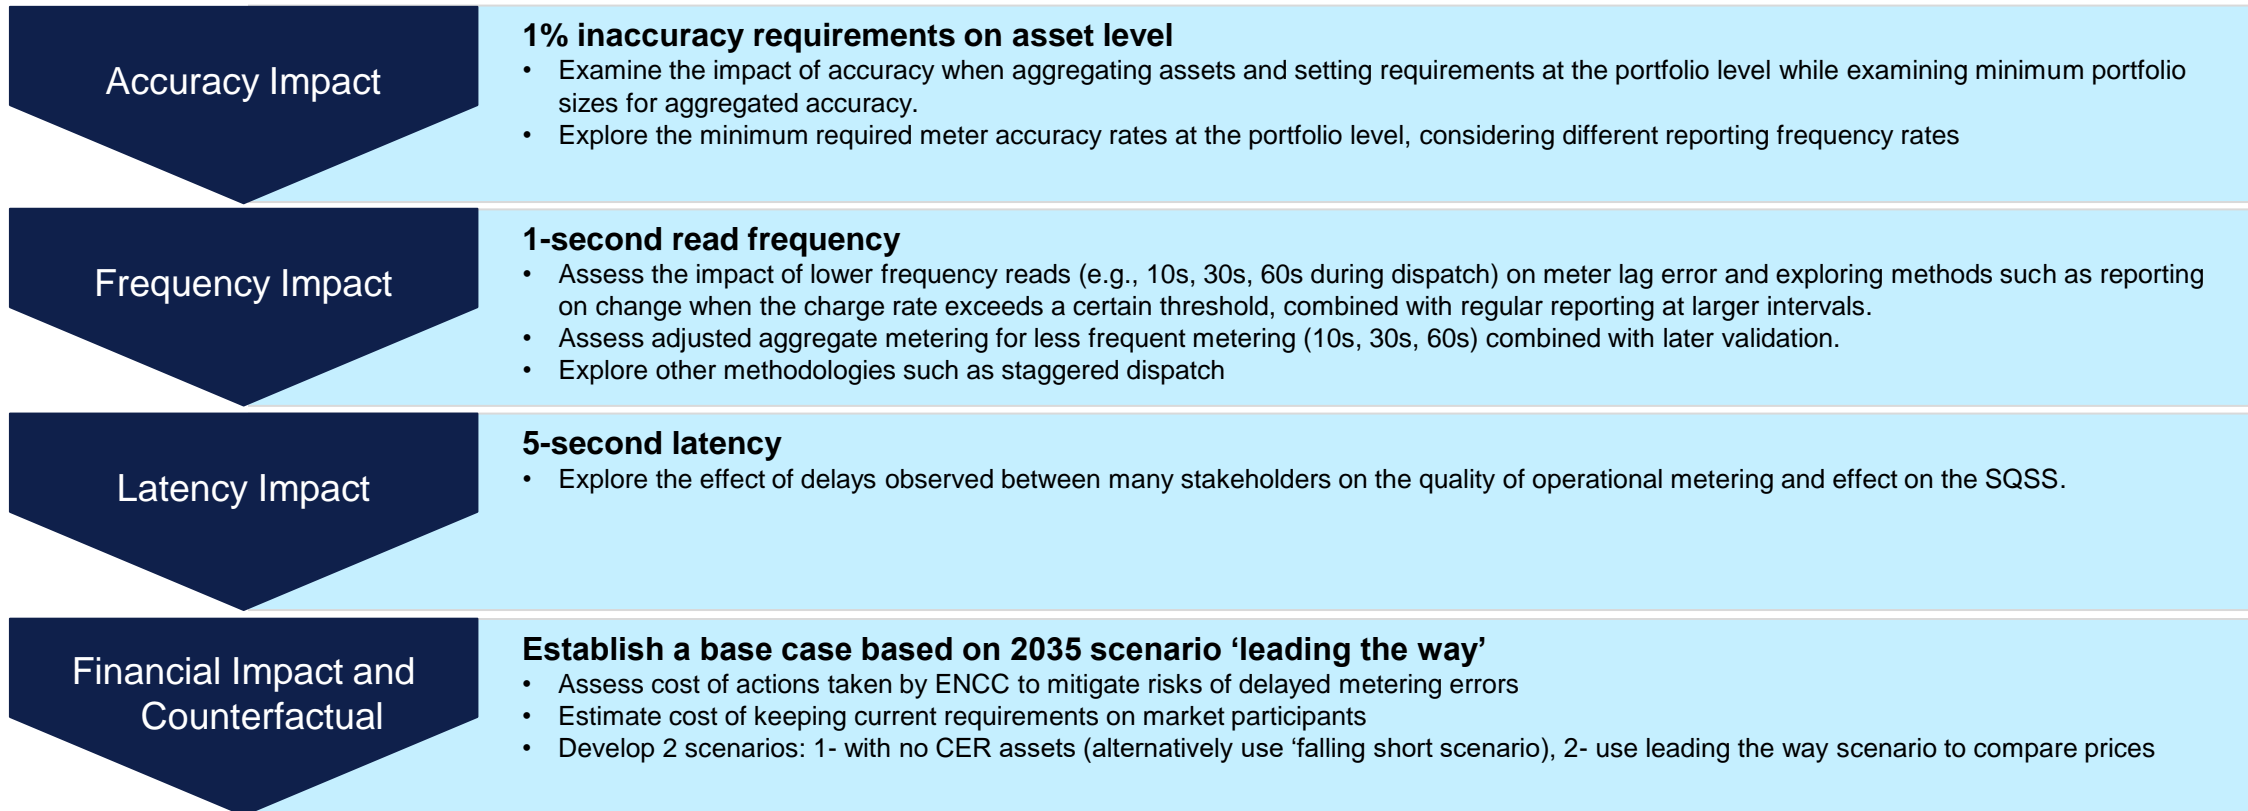 Accuracy Impact
1% inaccuracy requirements on asset level
• Examine the impact of accuracy when aggregating assets and setting requirements at the portfolio level while examining minimum portfolio
sizes for aggregated accuracy.
• Explore the minimum required meter accuracy rates at the portfolio level, considering different reporting frequency rates
Frequency Impact
1-second read frequency
• Assess the impact of lower frequency reads (e.g., 10s, 30s, 60s during dispatch) on meter lag error and exploring methods such as reporting
on change when the charge rate exceeds a certain threshold, combined with regular reporting at larger intervals.
• Assess adjusted aggregate metering for less frequent metering (10s, 30s, 60s) combined with later validation.
• Explore other methodologies such as staggered dispatch
Latency Impact
5-second latency
• Explore the effect of delays observed between many stakeholders on the quality of operational metering and effect on the SQSS.
Financial Impact and
Counterfactual
Establish a base case based on 2035 scenario ‘leading the way’
• Assess cost of actions taken by ENCC to mitigate risks of delayed metering errors
• Estimate cost of keeping current requirements on market participants
• Develop 2 scenarios: 1- with no CER assets (alternatively use ‘falling short scenario), 2- use leading the way scenario to compare prices